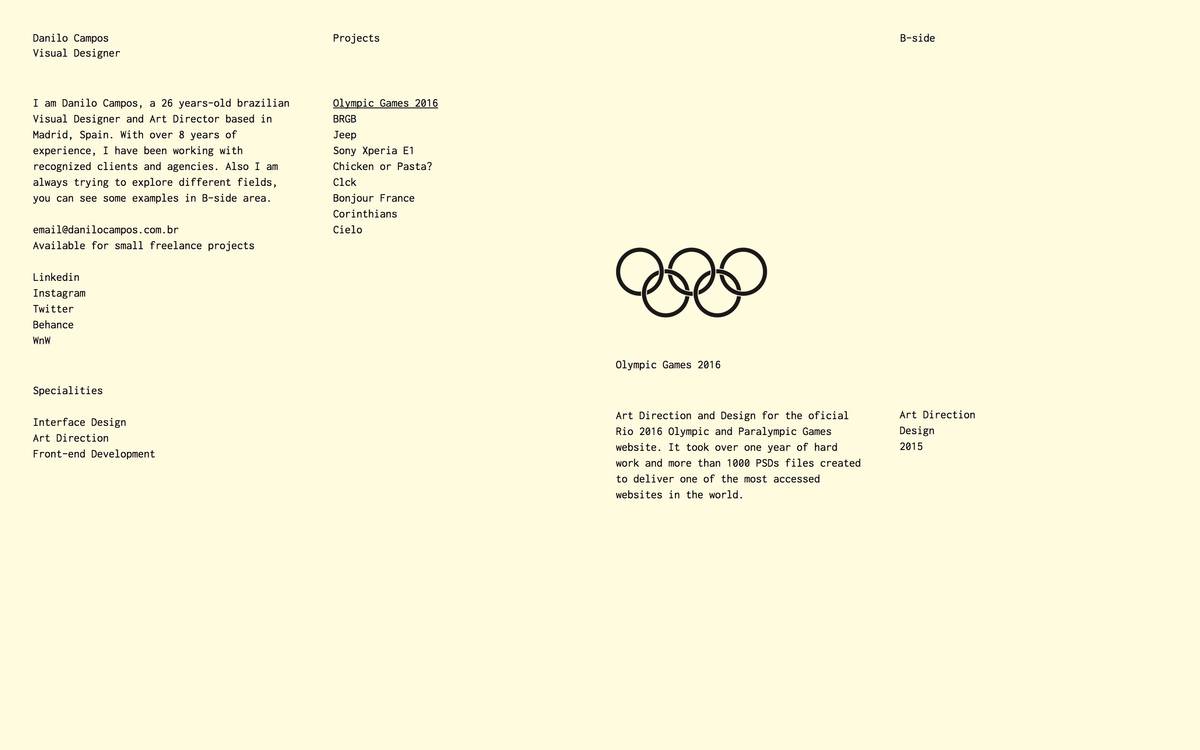 Danilo Campos
Visual Designer
I am Danilo Campos, a 26 years-old brazilian
Visual Designer and Art Director based in
Madrid, Spain. With over 8 years of
experience, I have been working with
recognized clients and agencies. Also I am
always trying to explore different fields,
you can see some examples in B-side area.
email@danilocampos.com.br
Available for small freelance projects
Linkedin
Instagram
Twitter
Behance
WnW
Specialities
Interface Design
Art Direction
Front-end Development
Projects
Olympic Games 2016
BRGB
Jeep
Sony Xperia E1
Chicken or Pasta?
Clck
Bonjour France
Corinthians
Cielo
B-side
Olympic Games 2016
Art Direction and Design for the oficial
Rio 2016 Olympic and Paralympic Games
website. It took over one year of hard
work and more than 1000 PSDs files created
to deliver one of the most accessed
websites in the world.
Art Direction
Design
2015